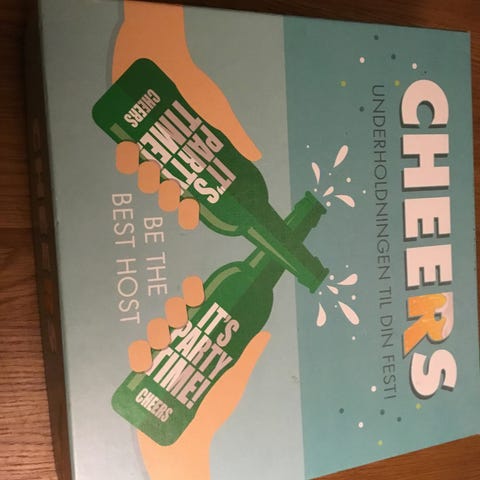 CHEERS
UNDERHOLDNINGEN TIL DIN FEST!
IT'S
PARTY
TIME!
CHEERS
IT'S
PARTY
TIME!
CHEERS
BE THE
BEST HOST